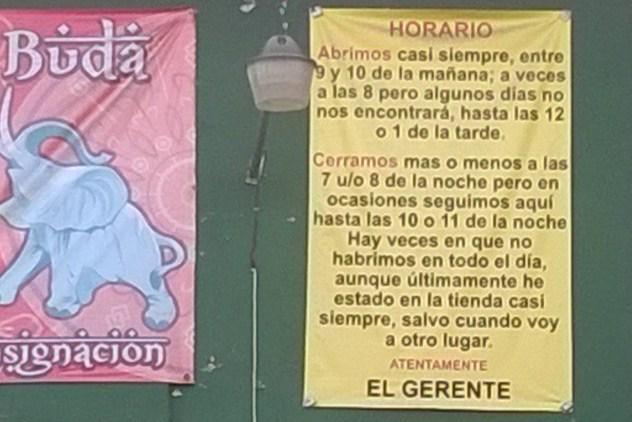 Buda
signación
HORARIO
Abrimos casi siempre, entre
9 y 10 de la mañana; a veces
a las 8 pero algunos dias no
nos encontrará, hasta las 12
o 1 de la tarde.
Cerramos mas o menos a las
7 u/o 8 de la noche pero en
ocasiones seguimos aquí
hasta las 10 o 11 de la noche
Hay veces en que no
habrimos en todo el día,
aunque últimamente he
estado en la tienda casi
siempre, salvo cuando voy
a otro lugar.
ATENTAMENTE
EL GERENTE